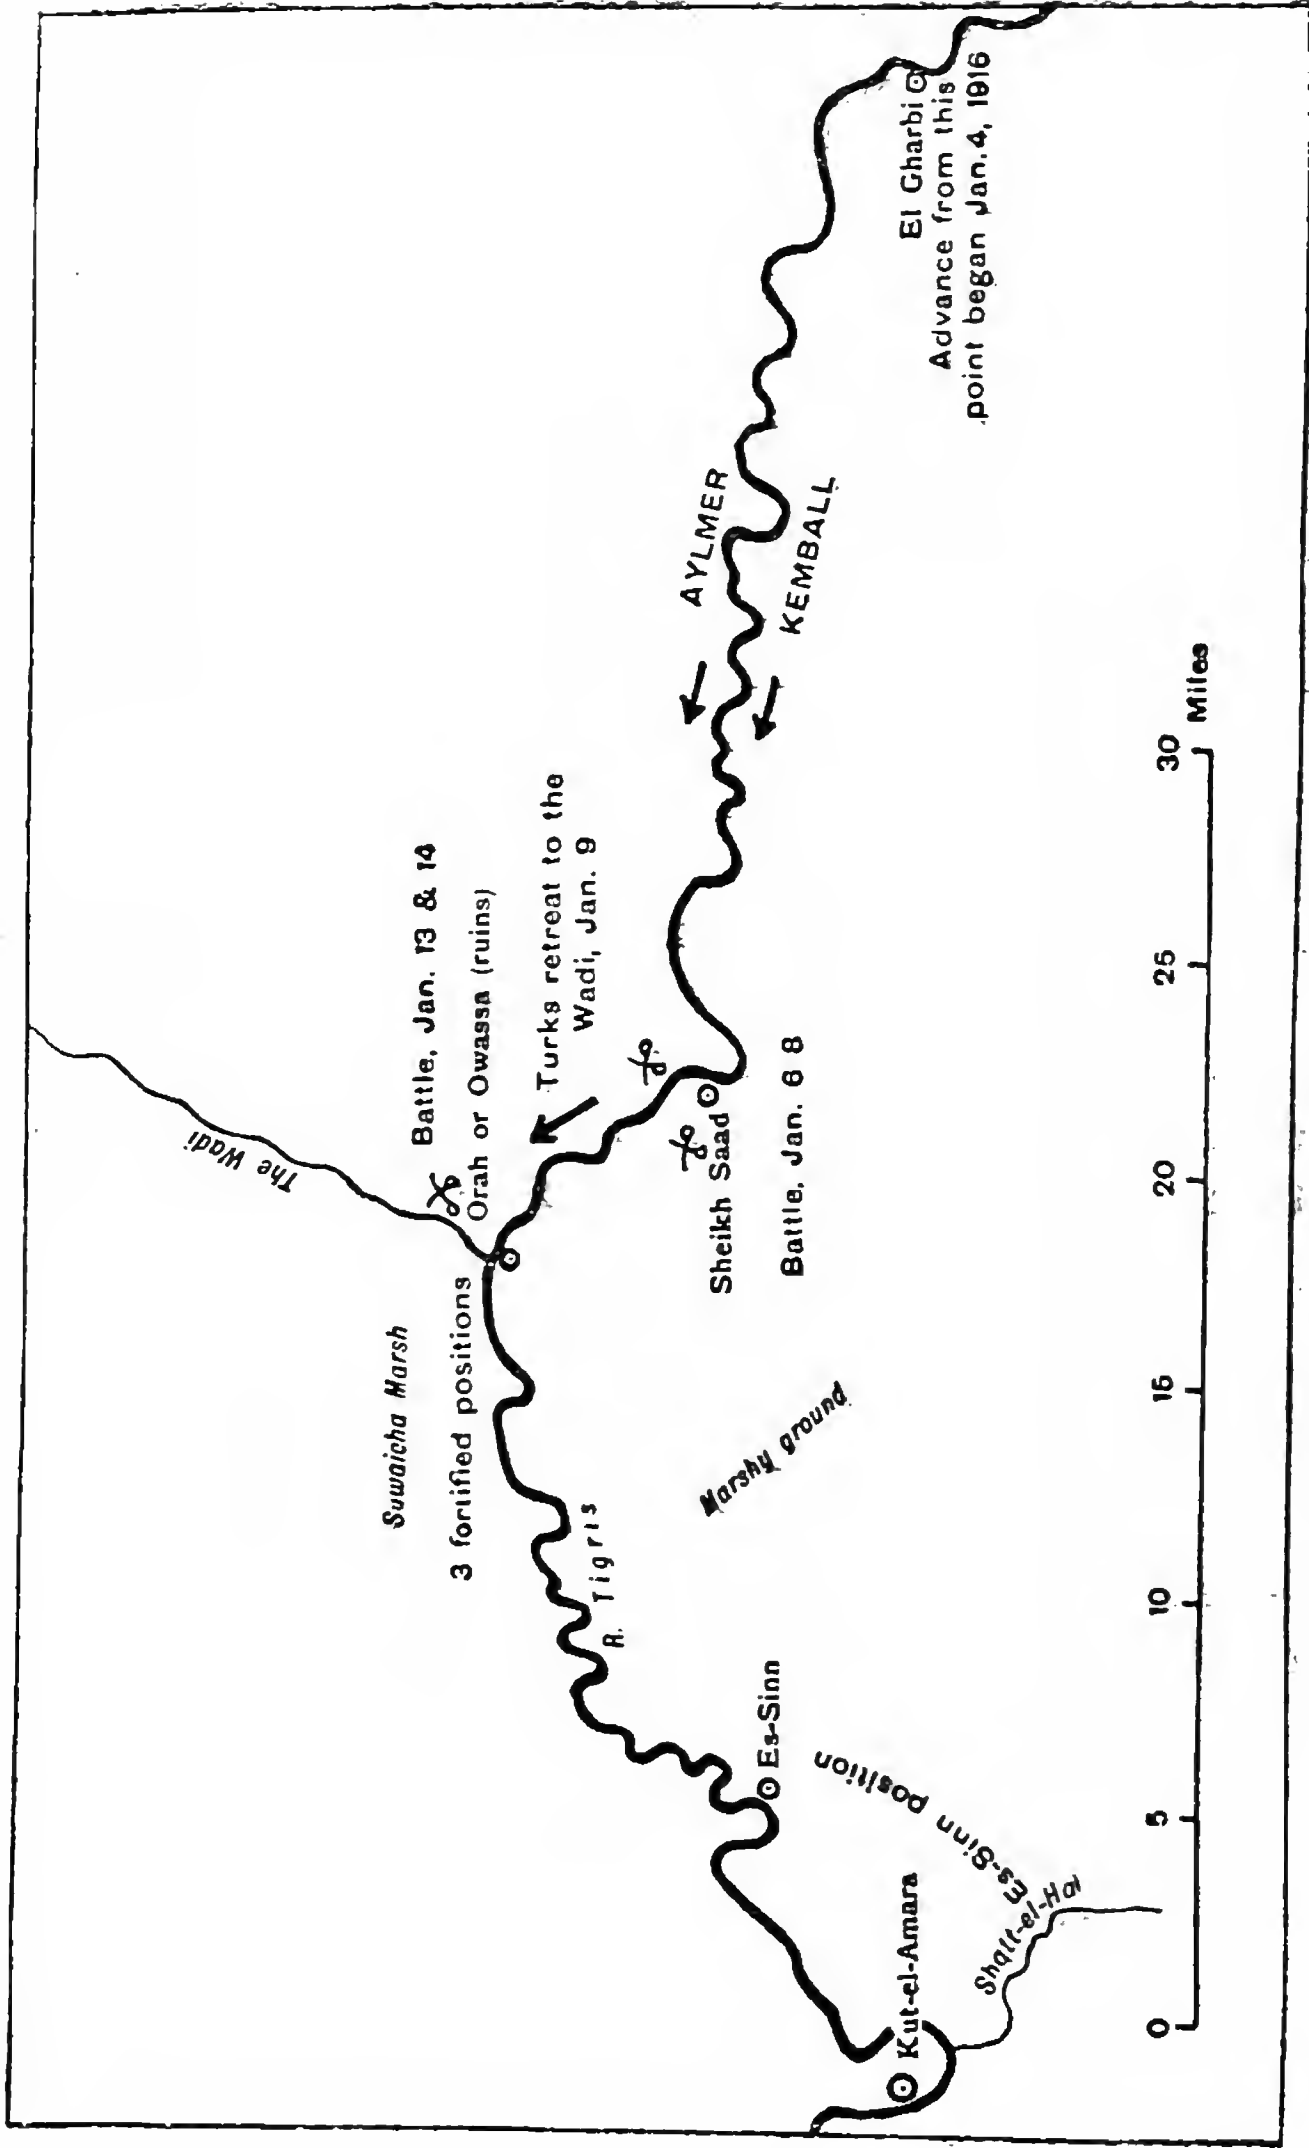 The Wadi
Battle, Jan. 13 & 14
Orah or Owassa (ruins)
Turks retreat to the
Wadi, Jan. 9
Suwaicha Marsh
3 fortified positions
R. Tigris
Marshy ground
Sheikh Saad
Battle, Jan. 6 8
AYLMER
KEMBALL
El Gharbi
Advance from this
point began Jan. 4, 1916
Es-Sinn
Es-Sinn position
Kut-el-Amara
Shatt-el-Hai
0 5 10 15 20 25 30
Miles